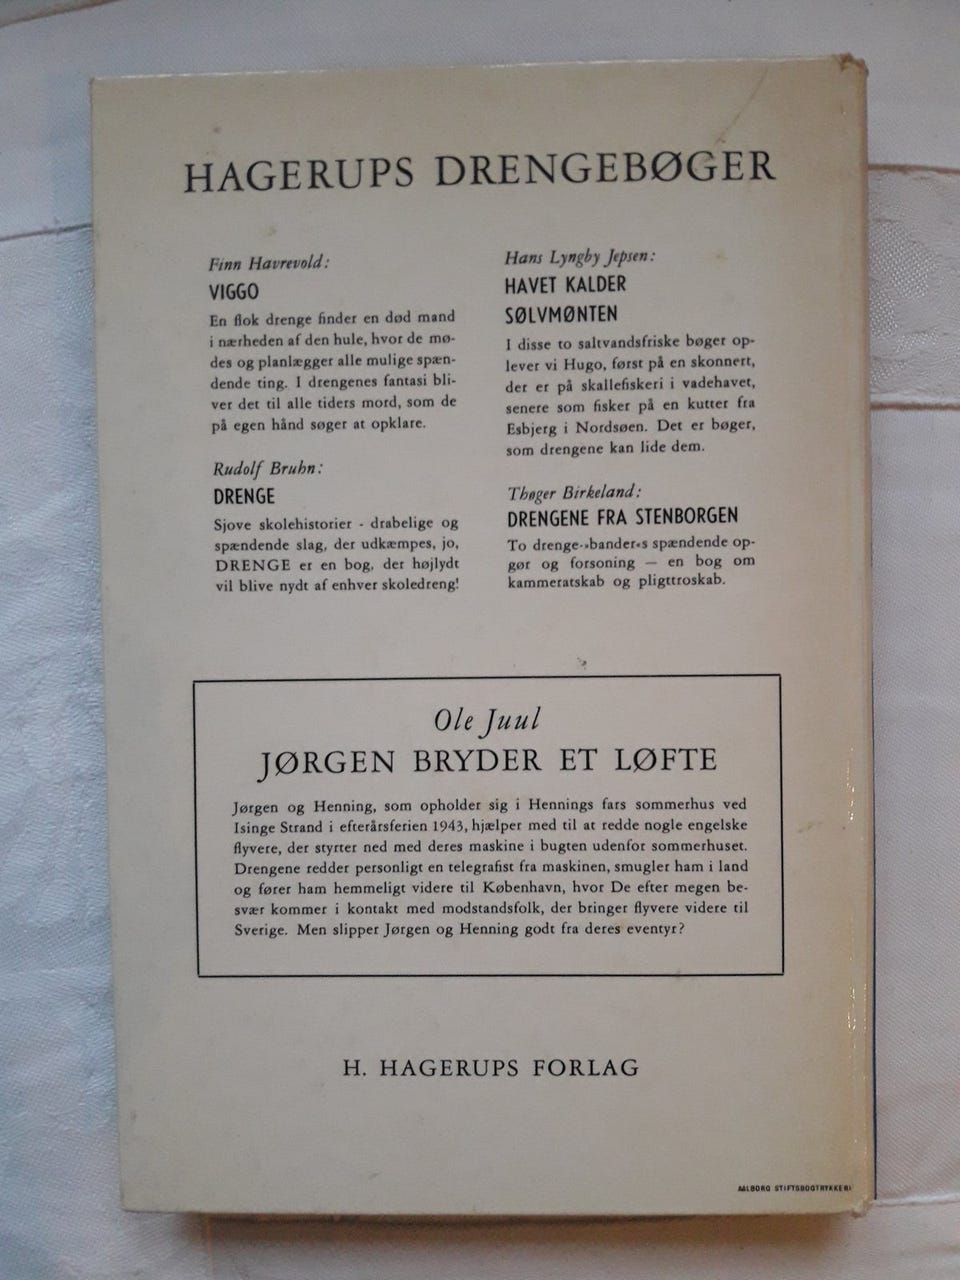 HAGERUPS DRENGEBØGER
Finn Havrevold:
VIGGO
En flok drenge finder en død mand
i nærheden af den hule, hvor de mø-
des og planlægger alle mulige spæn-
dende ting. I drengenes fantasi bli-
ver det til alle tiders mord, som de
på egen hånd søger at opklare.
Rudolf Bruhn:
DRENGE
Sjove skolehistorier - drabelige og
spændende slag, der udkæmpes, jo,
DRENGE er en bog, der højlydt
vil blive nydt af enhver skoledreng!
Hans Lyngby Jepsen:
HAVET KALDER
SØLVMØNTEN
I disse to saltvandsfriske bøger op-
lever vi Hugo, først på en skonnert,
der er på skallefiskeri i vadehavet,
senere som fisker på en kutter fra
Esbjerg i Nordsøen. Det er bøger,
som drengene kan lide dem.
Thøger Birkeland:
DRENGENE FRA STENBORGEN
To drenge-»bander«s spændende op-
gør og forsoning — en bog om
kammeratskab og pligttroskab.
Ole Juul
JØRGEN BRYDER ET LØFTE
Jørgen og Henning, som opholder sig i Hennings fars sommerhus ved
Isinge Strand i efterårsferien 1943, hjælper med til at redde nogle engelske
flyvere, der styrter ned med deres maskine i bugten udenfor sommerhuset.
Drengene redder personligt en telegrafist fra maskinen, smugler ham i land
og fører ham hemmeligt videre til København, hvor De efter megen be-
svær kommer i kontakt med modstandsfolk, der bringer flyvere videre til
Sverige. Men slipper Jørgen og Henning godt fra deres eventyr?
H. HAGERUPS FORLAG
AALBORG STIFTSBOGTRYKKERI